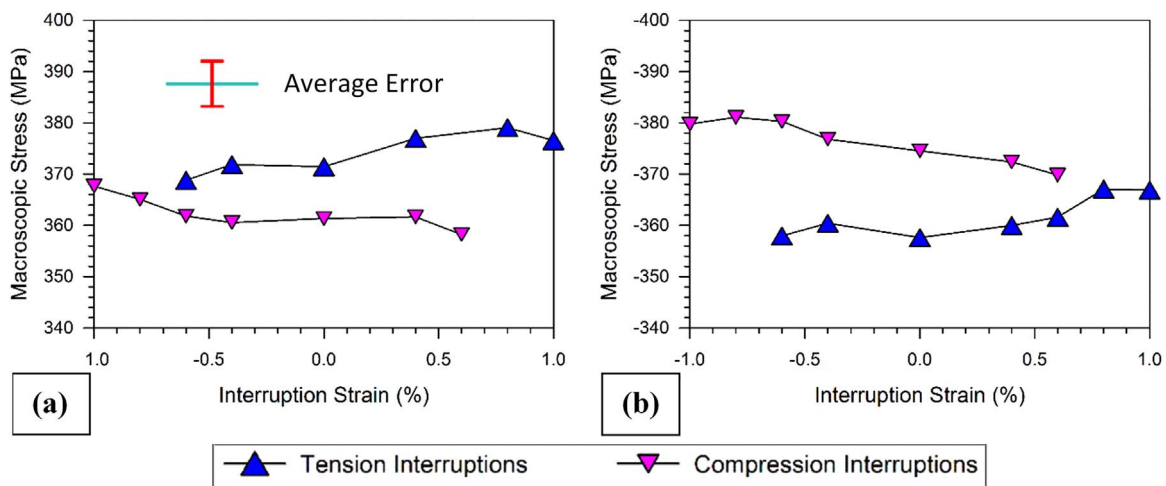 400
390
380
370
360
350
340
Macroscopic Stress (MPa)
Average Error
1.0
-0.5
0.0
0.5
1.0
Interruption Strain (%)
(a)
-400
-390
-380
-370
-360
-350
-340
Macroscopic Stress (MPa)
-1.0
-0.5
0.0
0.5
1.0
Interruption Strain (%)
(b)
Tension Interruptions
Compression Interruptions